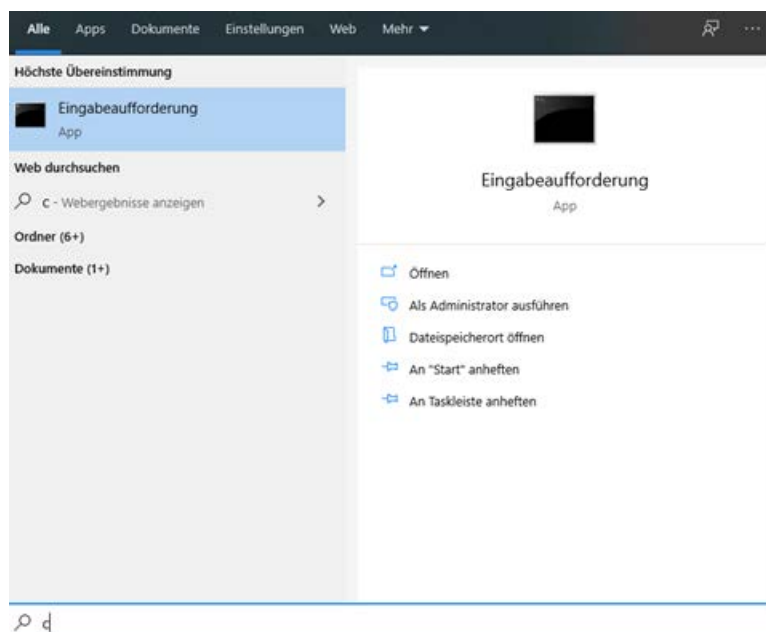 Alle Apps Dokumente Einstellungen Web Mehr
Höchste Übereinstimmung
Eingabeaufforderung
App
Web durchsuchen
c - Webergebnisse anzeigen
Ordner (6+)
Dokumente (1+)
Eingabeaufforderung
App
Öffnen
Als Administrator ausführen
Dateispeicherort öffnen
An "Start" anheften
An Taskleiste anheften
c